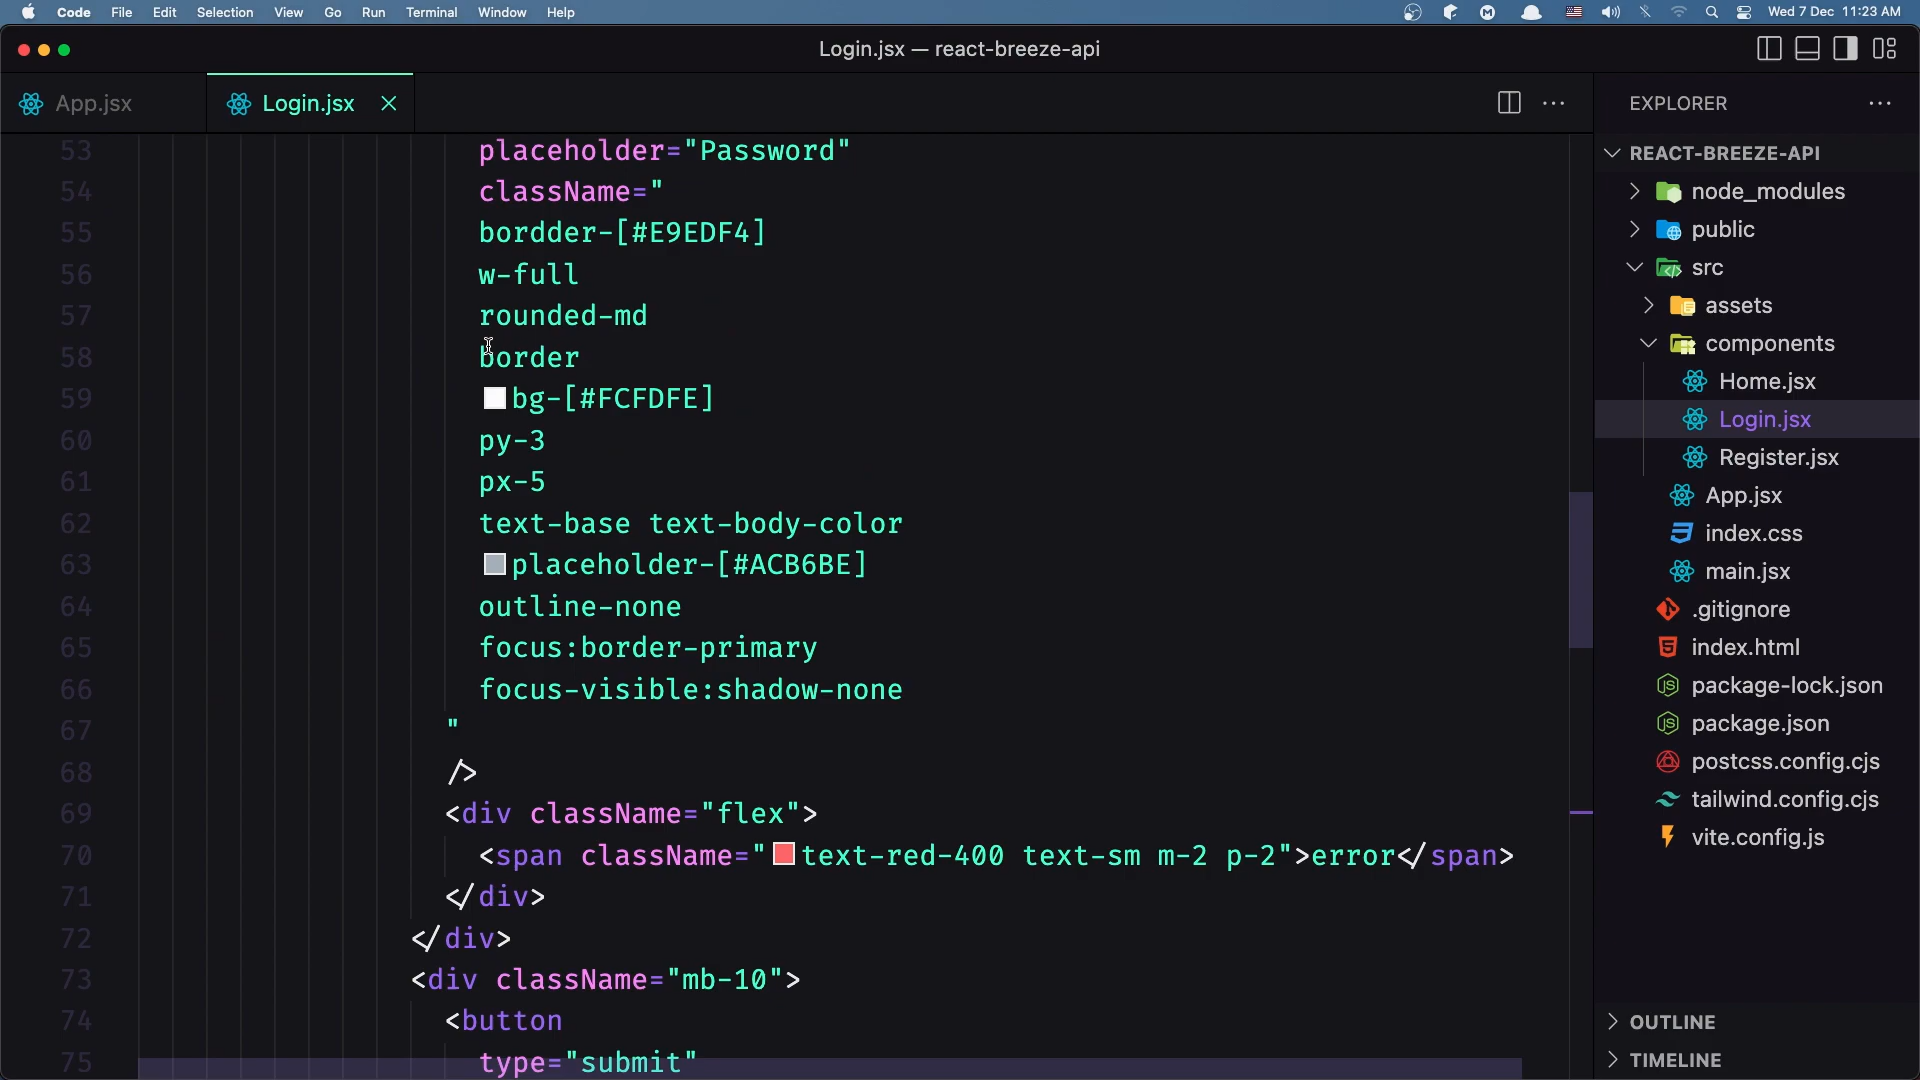 Code File Edit Selection View Go Run Terminal Window Help
Wed 7 Dec 11:23 AM
Login.jsx — react-breeze-api
App.jsx
Login.jsx
53 placeholder="Password"
54 className="
55 bordder-[#E9EDF4]
56 w-full
57 rounded-md
58 border
59 bg-[#FCFDFE]
60 py-3
61 px-5
62 text-base text-body-color
63 placeholder-[#ACB6BE]
64 outline-none
65 focus:border-primary
66 focus-visible:shadow-none
67 "
68 />
69 <div className="flex">
70 <span className="text-red-400 text-sm m-2 p-2">error</span>
71 </div>
72 </div>
73 <div className="mb-10">
74 <button
75 type="submit"
EXPLORER
REACT-BREEZE-API
node_modules
public
src
assets
components
Home.jsx
Login.jsx
Register.jsx
App.jsx
index.css
main.jsx
.gitignore
index.html
package-lock.json
package.json
postcss.config.cjs
tailwind.config.cjs
vite.config.js
OUTLINE
TIMELINE